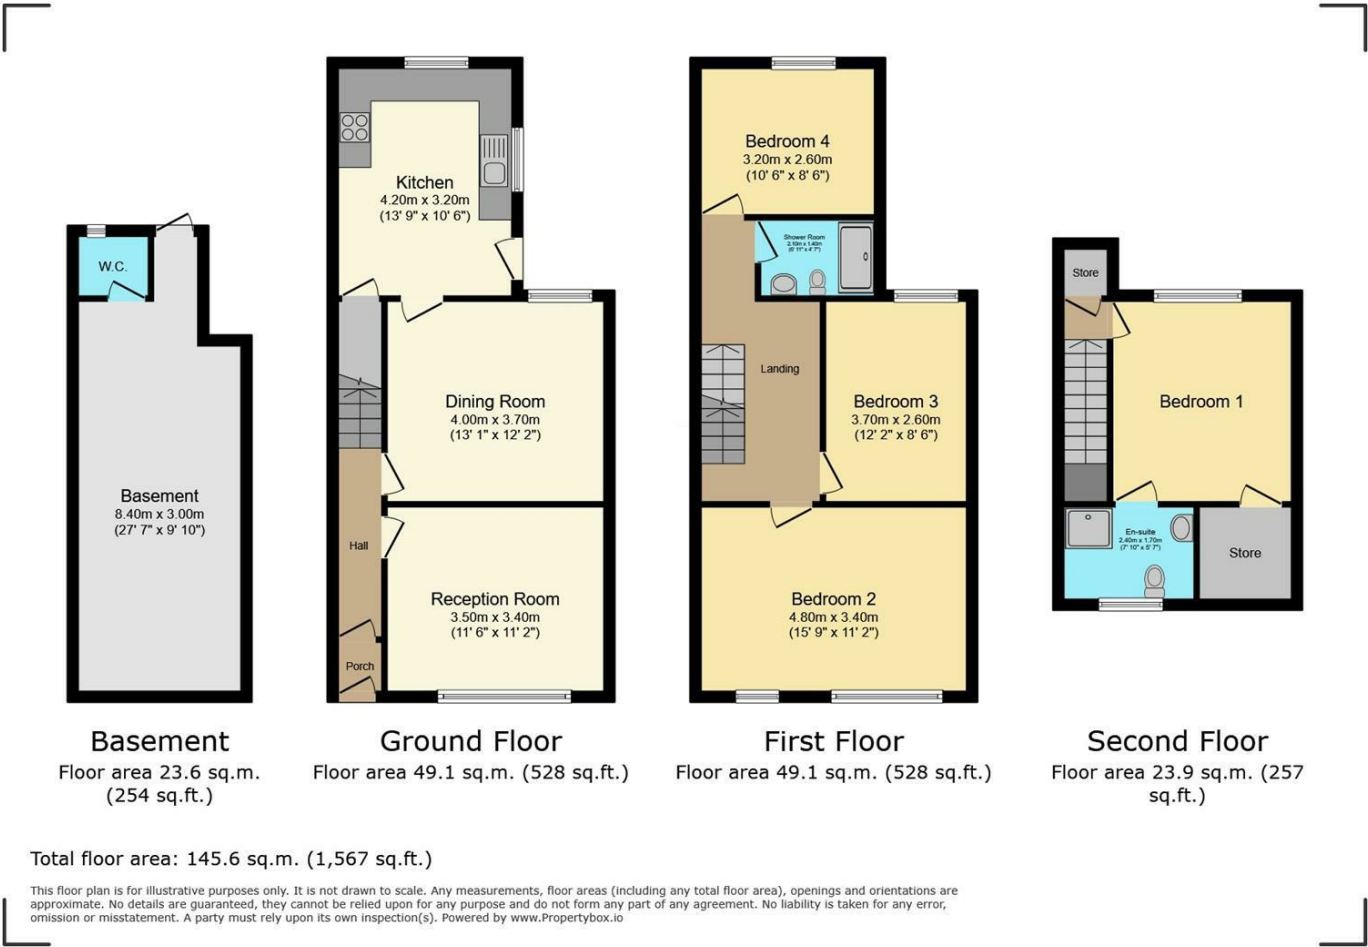 W.C.
Basement
8.40m x 3.00m
(27' 7" x 9' 10")
Kitchen
4.20m x 3.20m
(13' 9" x 10' 6")
Dining Room
4.00m x 3.70m
(13' 1" x 12' 2")
Hall
Reception Room
3.50m x 3.40m
(11' 6" x 11' 2")
Porch
Bedroom 4
3.20m x 2.60m
(10' 6" x 8' 6")
Shower Room
2.10m x 1.40m
(6' 11" x 4' 7")
Landing
Bedroom 3
3.70m x 2.60m
(12' 2" x 8' 6")
Bedroom 2
4.80m x 3.40m
(15' 9" x 11' 2")
Store
Bedroom 1
En-suite
2.40m x 1.70m
(7' 10" x 5' 7")
Store
Basement
Floor area 23.6 sq.m.
(254 sq.ft.)
Ground Floor
Floor area 49.1 sq.m. (528 sq.ft.)
First Floor
Floor area 49.1 sq.m. (528 sq.ft.)
Second Floor
Floor area 23.9 sq.m. (257
sq.ft.)
Total floor area: 145.6 sq.m. (1,567 sq.ft.)
This floor plan is for illustrative purposes only. It is not drawn to scale. Any measurements, floor areas (including any total floor area), openings and orientations are
approximate. No details are guaranteed, they cannot be relied upon for any purpose and do not form any part of any agreement. No liability is taken for any error,
omission or misstatement. A party must rely upon its own inspection(s). Powered by www.Propertybox.io